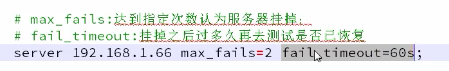 # max_fails:达到指定次数认为服务器挂掉;
# fail_timeout:挂掉之后过多久再去测试是否已恢复
server 192.168.1.66 max_fails=2 fail_timeout=60s;